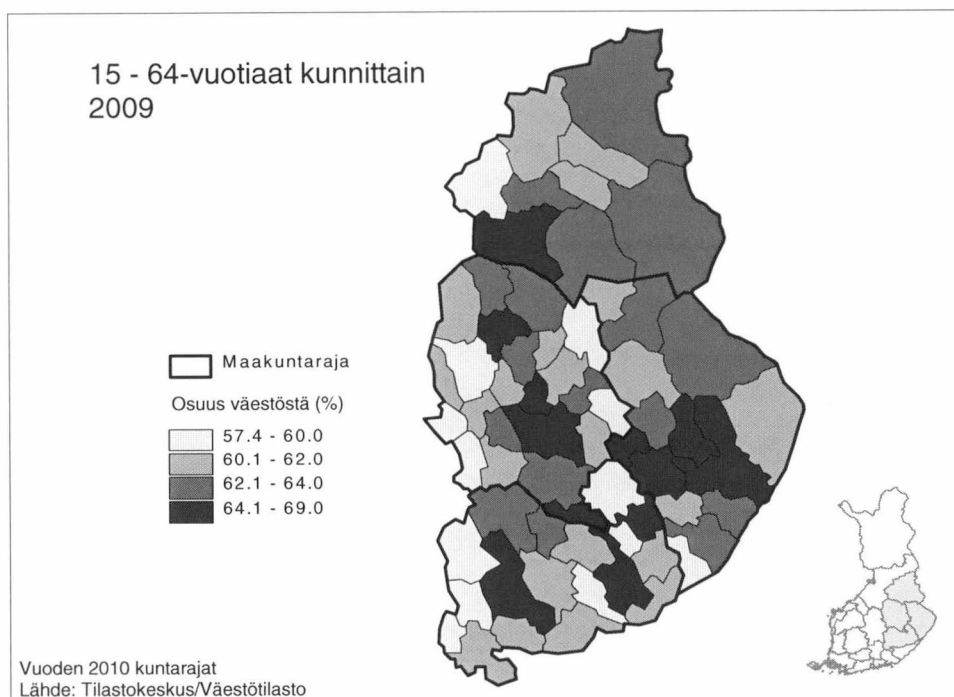 15 - 64-vuotiaat kunnittain
2009
Maakuntaraja
Osuus väestöstä (%)
57.4 - 60.0
60.1 - 62.0
62.1 - 64.0
64.1 - 69.0
Vuoden 2010 kuntarajat
Lähde: Tilastokeskus/Väestötilasto